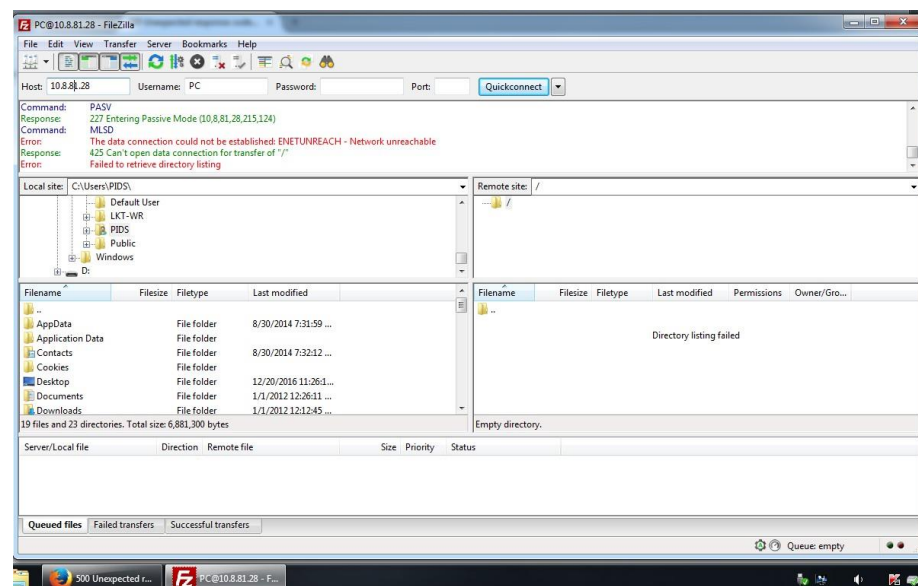 PC@10.8.81.28 - FileZilla
File Edit View Transfer Server Bookmarks Help
Host: 10.8.81.28 Username: PC Password: Port: Quickconnect
Command: PASV
Response: 227 Entering Passive Mode (10,8,81,28,215,124)
Command: MLSD
Error: The data connection could not be established: ENETUNREACH - Network unreachable
Response: 425 Can't open data connection for transfer of "/"
Error: Failed to retrieve directory listing
Local site: C:\Users\PIDS\
Remote site: /
Default User
LKT-WR
PIDS
Public
Windows
D:
/
Filename Filesize Filetype Last modified
..
AppData File folder 8/30/2014 7:31:59 ...
Application Data File folder
Contacts File folder 8/30/2014 7:32:12 ...
Cookies File folder
Desktop File folder 12/20/2016 11:26:1...
Documents File folder 1/1/2012 12:26:11 ...
Downloads File folder 1/1/2012 12:12:45 ...
19 files and 23 directories. Total size: 6,881,300 bytes
Filename Filesize Filetype Last modified Permissions Owner/Gro...
..
Directory listing failed
Empty directory.
Server/Local file Direction Remote file Size Priority Status
Queued files Failed transfers Successful transfers
Queue: empty
500 Unexpected r... PC@10.8.81.28 - F...